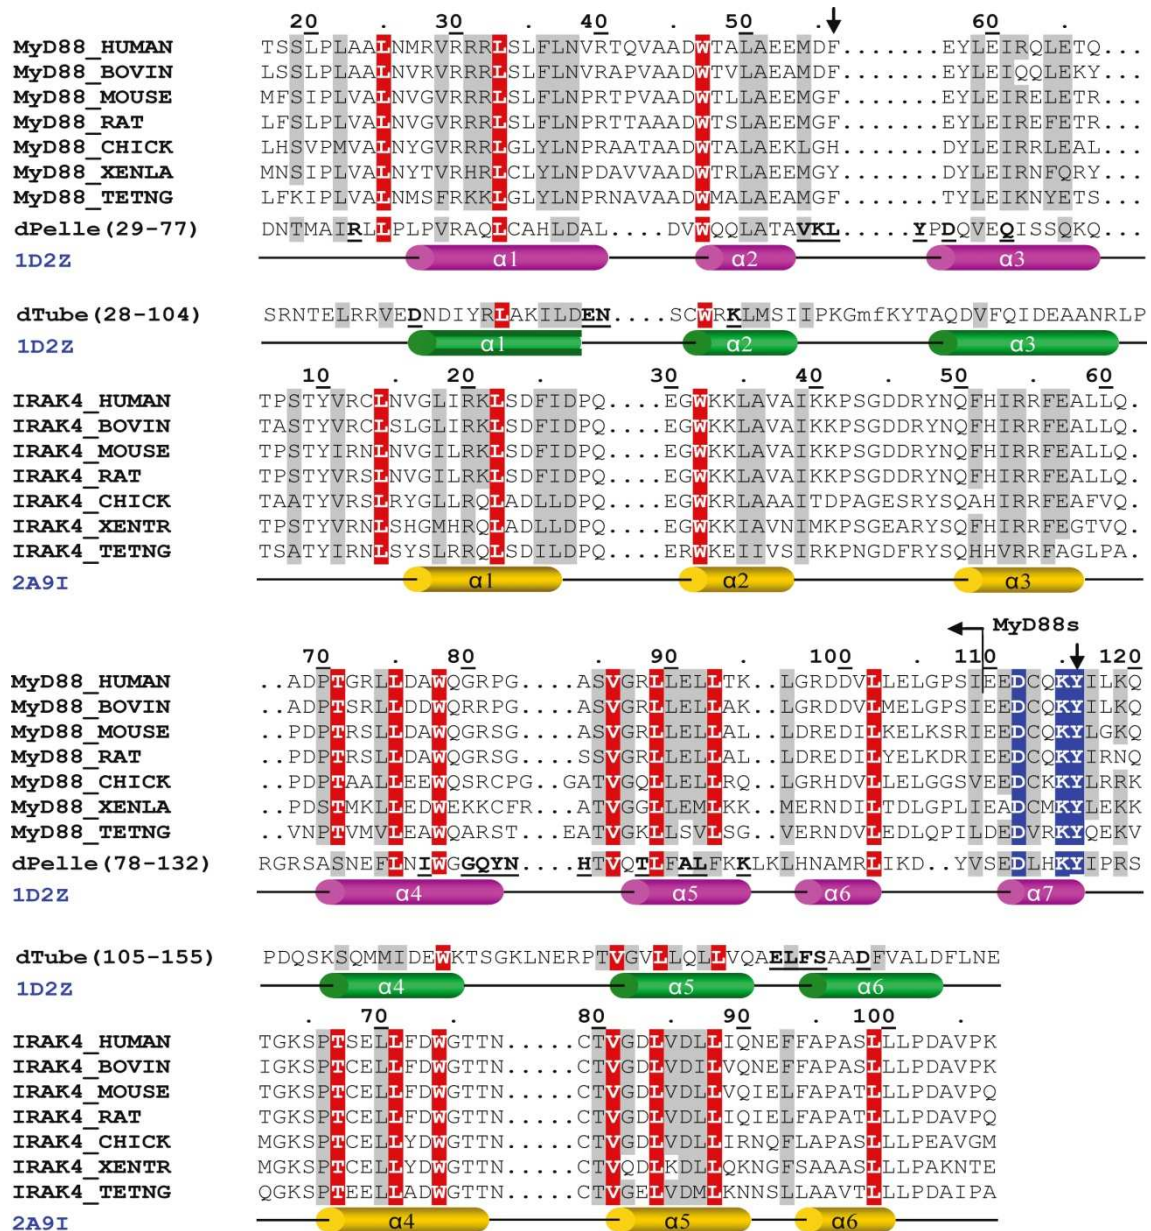 20 . 30 . 40 . 50 60 .
MyD88_HUMAN TSSLPLAALNMRVRRRLSLFLNVRTQVAADWTALAEEMDF.......EYLEIRQLETQ...
MyD88_BOVIN LSSLPLAALNVRVRRRLSLFLNVRAPVAADWTVLAEAMDF.......EYLEIQQLEKY...
MyD88_MOUSE MFSIPLVALNVGVRRRLSLFLNPRTPVAADWTLLAEEMGF.......EYLEIRELETR...
MyD88_RAT LFSLPLVALNVGVRRRLSLFLNPRTTAAADWTSLAEEMGF.......EYLEIREFETR...
MyD88_CHICK LHSVPMVALNYGVRRRLGLYLNPRAATAADWTALAEKLGH.......DYLEIRRLEAL...
MyD88_XENLA MNSIPLVALNYTVRHRLCLYLNPDAVVAADWTRLAEEMGY.......DYLEIRNFQRY...
MyD88_TETNG LFKIPLVALNMSFRKKLGLYLNPRNAVAADWMALAEAMGF.......TYLEIKNYETS...
dPelle(29-77) DNTMAIRLLPLPVRAQLCAHLDAL.....DVWQQLATAVKL.....YPDQVEQISSQKQ...
1D2Z α1 α2 α3
dTube(28-104) SRNTELRRVEDNDIYRLAKILDEN....SCWRKLMSIIPKGmfKYTAQDVFQIDEAANRLP
1D2Z α1 α2 α3
10 . 20 . 30 . 40 . 50 . 60
IRAK4_HUMAN TPSTYVRCLNVGLIRKLSDFIDPQ....EGWKKLAVAIKKPSGDDRYNQFHIRRFEALLQ.
IRAK4_BOVIN TASTYVRCLSLGLIRKLSDFIDPQ....EGWKKLAVAIKKPSGDDRYNQFHIRRFEALLQ.
IRAK4_MOUSE TPSTYIRNLNVGILRKLSDFIDPQ....EGWKKLAVAIKKPSGDDRYNQFHIRRFEALLQ.
IRAK4_RAT TPSTYVRSLNVGILRKLSDFIDPQ....EGWKKLAVAIKKPSGDDRYNQFHIRRFEALLQ.
IRAK4_CHICK TAATYVRSLRYGLLRQLADLLDPQ....EGWKRLAAAITDPAGESRYSQAHIRRFEAFVQ.
IRAK4_XENTR TPSTYVRNLSHGMHRQLADLLDPQ....EGWKKIAVNIMKPSGEARYSQFHIRRFEGTVQ.
IRAK4_TETNG TSATYIRNLSYSLRRQLSDILDPQ....ERWKEIIVSIRKPNGDFRYSQHHVRRFAGLPA.
2A9I α1 α2 α3
MyD88s
70 . 80 . 90 . 100 . 110 . 120
MyD88_HUMAN ..ADPTGRLLDAWQGRPG....ASVGRLLELLTK..LGRDDVLLELGPSIEEDCQKYILKQ
MyD88_BOVIN ..ADPTSRLLDDWQRRPG....ASVGRLLELLAK..LGRDDVLMELGPSIEEDCQKYILKQ
MyD88_MOUSE ..PDPTRSLLDAWQGRSG....ASVGRLLELLAL..LDREDILKELKSRIEEDCQKYLGKQ
MyD88_RAT ..PDPTRSLLDAWQGRSG....SSVGRLLELLAL..LDREDILYELKDRIEEDCQKYIRNQ
MyD88_CHICK ..PDPTAALLEEWQSRCPG..GATVGQLLELLRQ..LGRHDVLLELGGSVEEDCKKYLRRK
MyD88_XENLA ..PDSTMKLLEDWEKKCFR...ATVGGLLEMLKK..MERNDILTDLGPLIEADCMKYLEKK
MyD88_TETNG ..VNPTVMVLEAWQARST...EATVGKLLSVLSG..VERNDVLEDLQPILDEDVRKYQEKV
dPelle(78-132) RGRSASNEFLNIWGGQYN....HTVQTLFALFKKLKLHNAMRLIKD..YVSEDLHKYIPRS
1D2Z α4 α5 α6 α7
dTube(105-155) PDQSKSQMMIDEWKTSGKLNERPTVGVLLQLLVQAELFSAADFVALDFLNE
1D2Z α4 α5 α6
. 70 . 80 . 90 . 100 .
IRAK4_HUMAN TGKSPTSELLFDWGTTN.....CTVGDLVDLLIQNEFFAPASLLLPDAVPK
IRAK4_BOVIN IGKSPTCELLFDWGTTN.....CTVGDLVDILVQNEFFAPASLLLPDAVPK
IRAK4_MOUSE TGKSPTCELLFDWGTTN.....CTVGDLVDLLVQIELFAPATLLLPDAVPQ
IRAK4_RAT TGKSPTCELLFDWGTTN.....CTVGDLVDLLIQIELFAPATLLLPDAVPQ
IRAK4_CHICK MGKSPTCELLYDWGTTN.....CTVGDLVDLLIRNQFLAPASLLLPEAVGM
IRAK4_XENTR MGKSPTCELLYDWGTTN.....CTVQDLKDLLQKNGFSAAASLLLPAKNTE
IRAK4_TETNG QGKSPTEELLADWGTTN.....CTVGELVDMLKNNSLLAAVTLLLPDAIPA
2A9I α4 α5 α6